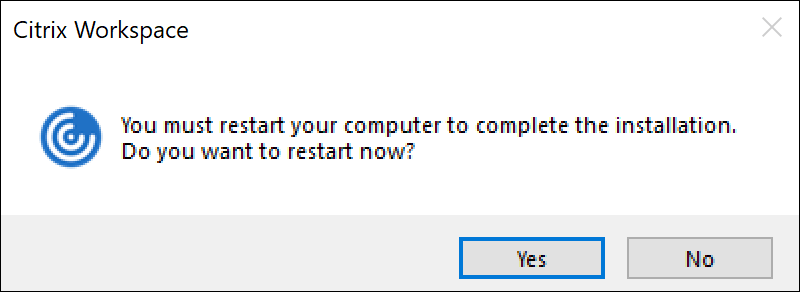 Citrix Workspace
You must restart your computer to complete the installation.
Do you want to restart now?
Yes
No